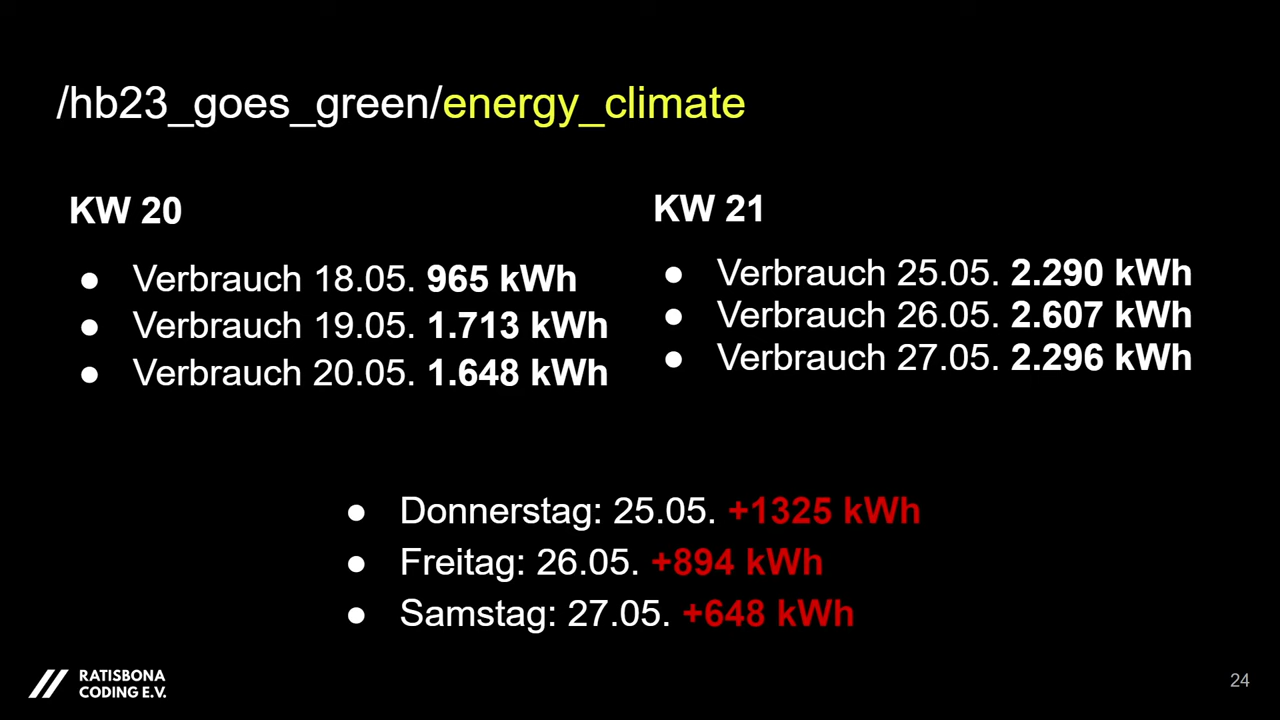 /hb23_goes_green/energy_climate
KW 20
● Verbrauch 18.05. 965 kWh
● Verbrauch 19.05. 1.713 kWh
● Verbrauch 20.05. 1.648 kWh
KW 21
● Verbrauch 25.05. 2.290 kWh
● Verbrauch 26.05. 2.607 kWh
● Verbrauch 27.05. 2.296 kWh
● Donnerstag: 25.05. +1325 kWh
● Freitag: 26.05. +894 kWh
● Samstag: 27.05. +648 kWh
RATISBONA
CODING E.V.
24